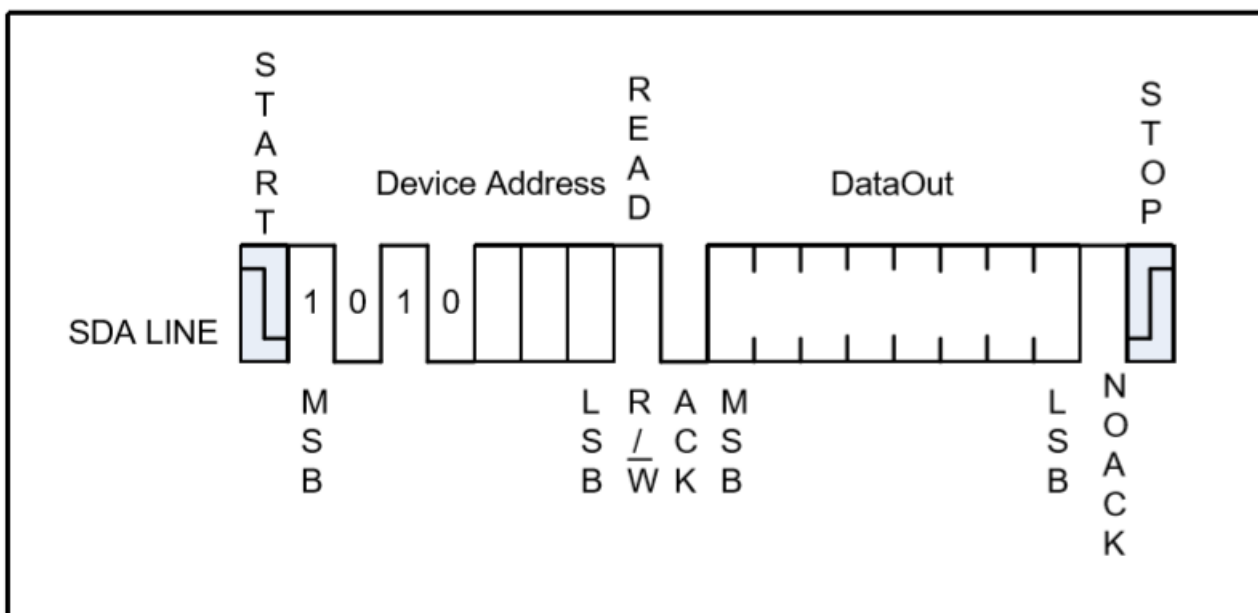 START
READ
STOP
Device Address
DataOut
1 0 1 0
SDA LINE
MSB
LSB
R/W
ACK
MSB
LSB
NOACK